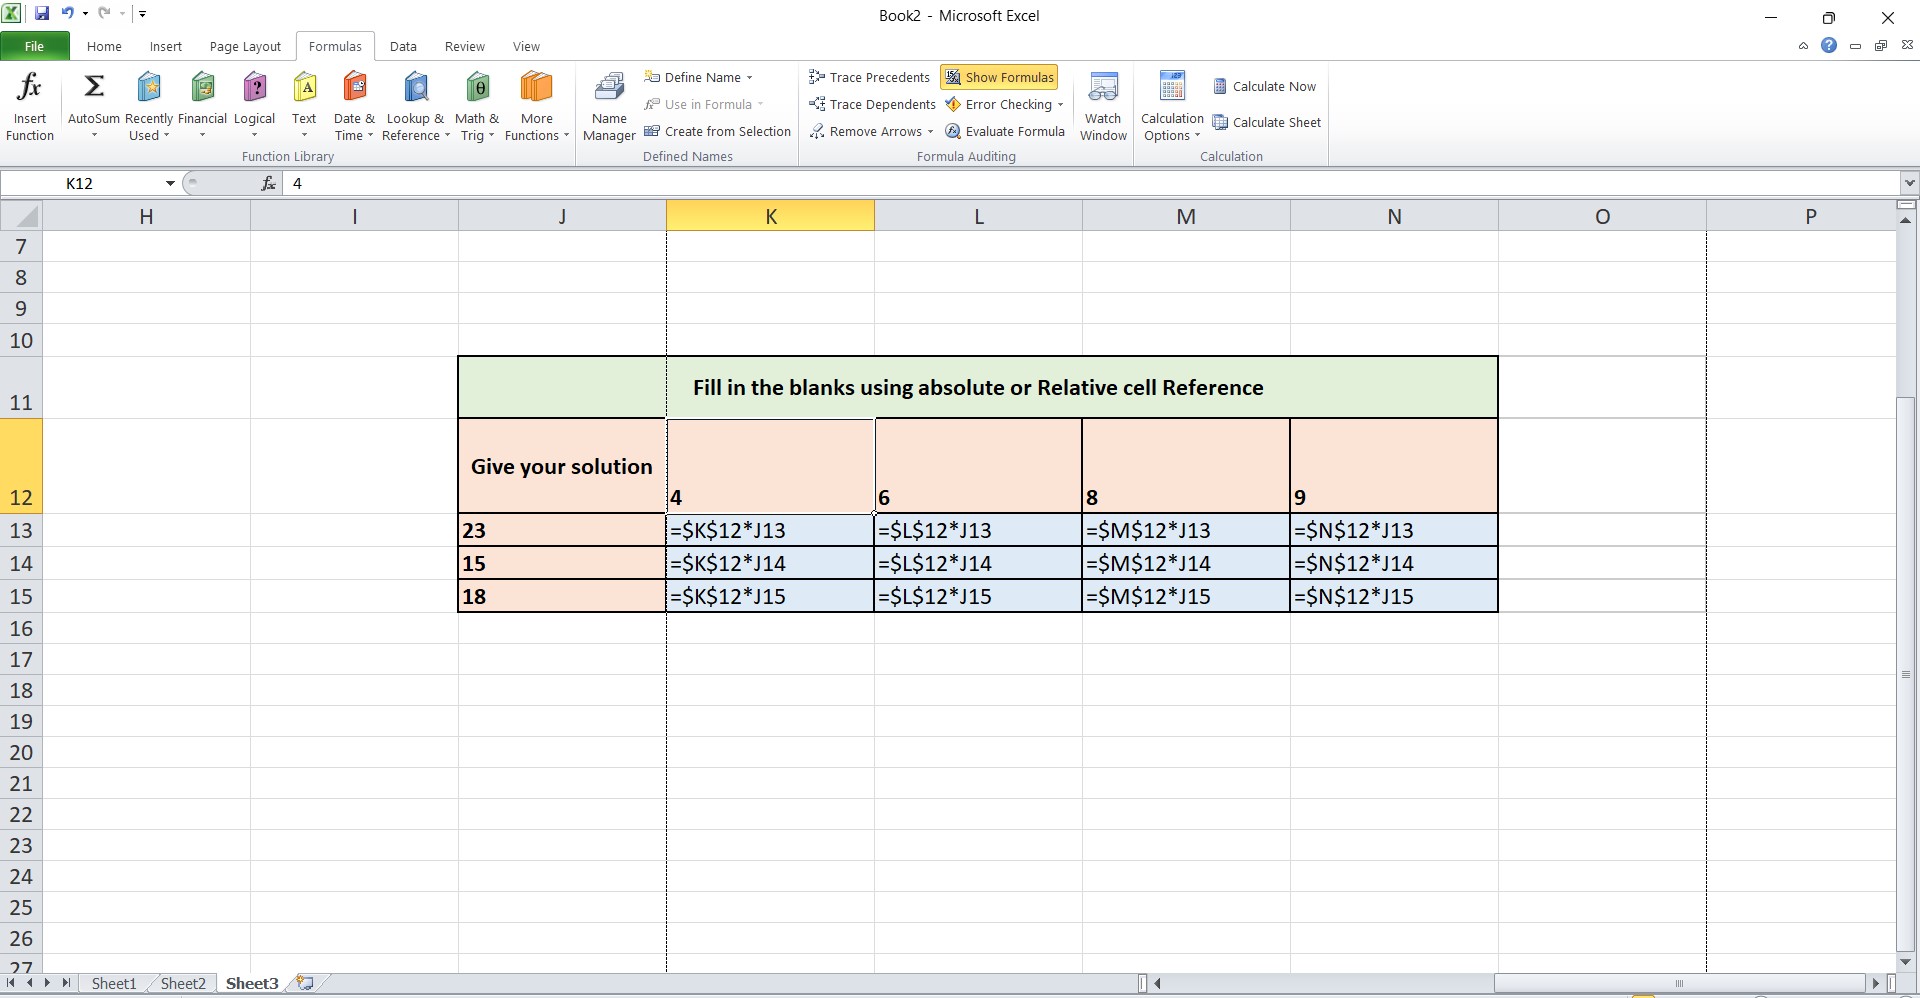 Book2 - Microsoft Excel
File Home Insert Page Layout Formulas Data Review View
fx Insert Function
Σ AutoSum
Recently Used
Financial
Logical
Text
Date & Time
Lookup & Reference
Math & Trig
More Functions
Function Library
Name Manager
Define Name
Use in Formula
Create from Selection
Defined Names
Trace Precedents
Trace Dependents
Remove Arrows
Show Formulas
Error Checking
Evaluate Formula
Formula Auditing
Watch Window
Calculation Options
Calculate Now
Calculate Sheet
Calculation
K12 fx 4
H I J K L M N O P
7
8
9
10
11 Fill in the blanks using absolute or Relative cell Reference
12 Give your solution 4 6 8 9
13 23 =$K$12*J13 =$L$12*J13 =$M$12*J13 =$N$12*J13
14 15 =$K$12*J14 =$L$12*J14 =$M$12*J14 =$N$12*J14
15 18 =$K$12*J15 =$L$12*J15 =$M$12*J15 =$N$12*J15
16
17
18
19
20
21
22
23
24
25
26
27
Sheet1 Sheet2 Sheet3